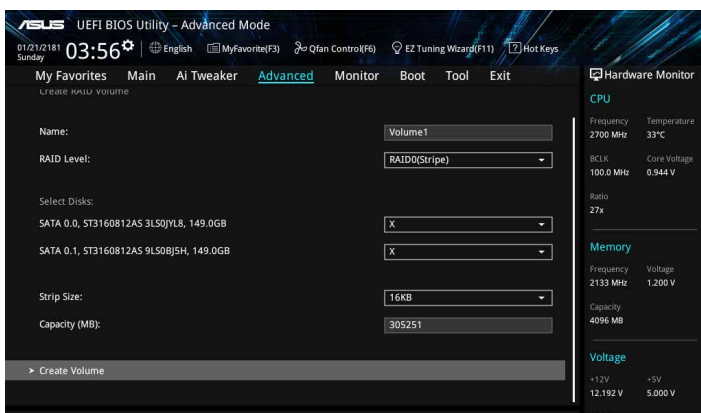 ASUS UEFI BIOS Utility – Advanced Mode
01/21/2181 Sunday 03:56 English MyFavorite(F3) Qfan Control(F6) EZ Tuning Wizard(F11) ? Hot Keys
My Favorites Main Ai Tweaker Advanced Monitor Boot Tool Exit
Create RAID Volume
Name: Volume1
RAID Level: RAID0(Stripe)
Select Disks:
SATA 0.0, ST3160812AS 3LS0JYL8, 149.0GB X
SATA 0.1, ST3160812AS 9LS0BJ5H, 149.0GB X
Strip Size: 16KB
Capacity (MB): 305251
> Create Volume
Hardware Monitor
CPU
Frequency Temperature
2700 MHz 33°C
BCLK Core Voltage
100.0 MHz 0.944 V
Ratio
27x
Memory
Frequency Voltage
2133 MHz 1.200 V
Capacity
4096 MB
Voltage
+12V +5V
12.192 V 5.000 V